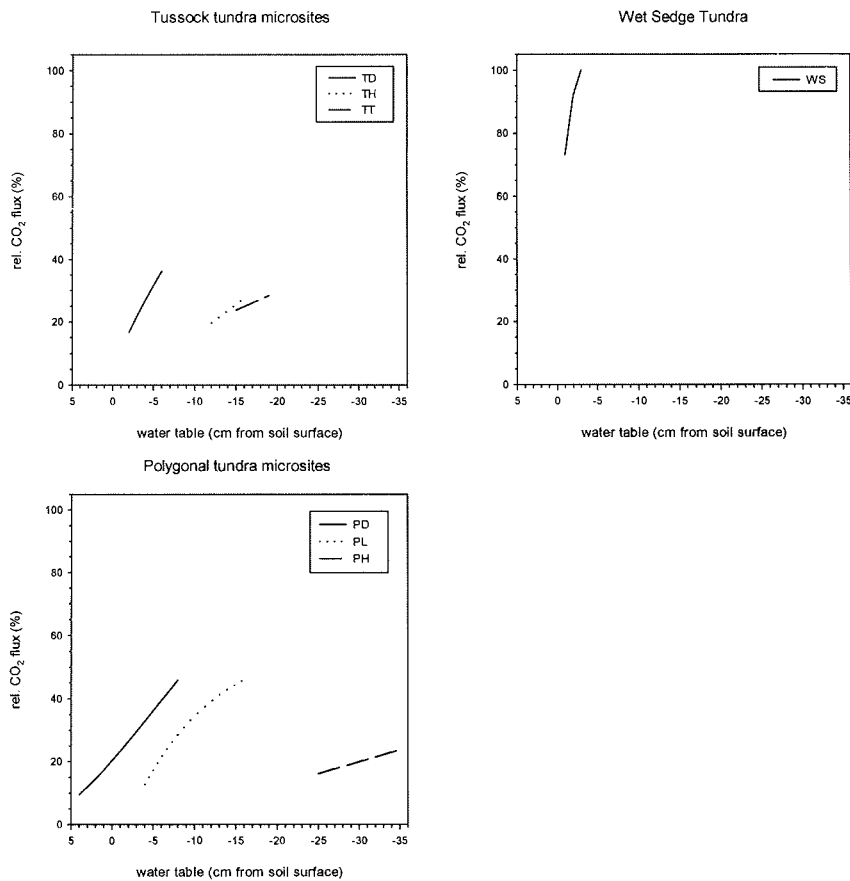 Tussock tundra microsites
TD
TH
TT
100
80
60
40
20
0
rel. CO₂ flux (%)
5 0 -5 -10 -15 -20 -25 -30 -35
water table (cm from soil surface)
Wet Sedge Tundra
WS
100
80
60
40
20
0
rel. CO₂ flux (%)
5 0 -5 -10 -15 -20 -25 -30 -35
water table (cm from soil surface)
Polygonal tundra microsites
PD
PL
PH
100
80
60
40
20
0
rel. CO₂ flux (%)
5 0 -5 -10 -15 -20 -25 -30 -35
water table (cm from soil surface)